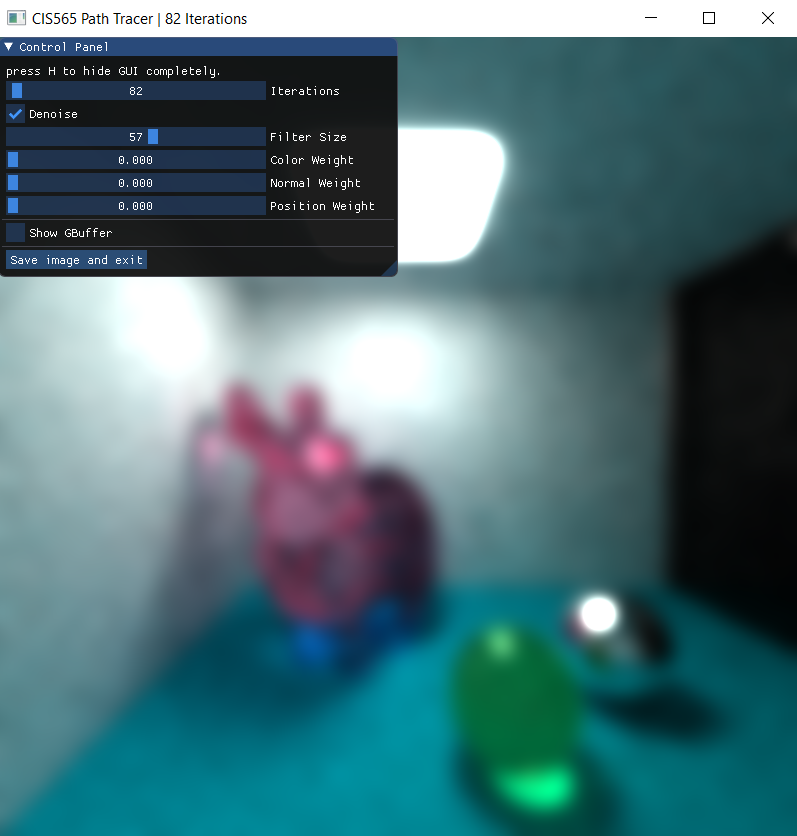 CIS565 Path Tracer | 82 Iterations
Control Panel
press H to hide GUI completely.
82 Iterations
Denoise
57 Filter Size
0.000 Color Weight
0.000 Normal Weight
0.000 Position Weight
Show GBuffer
Save image and exit